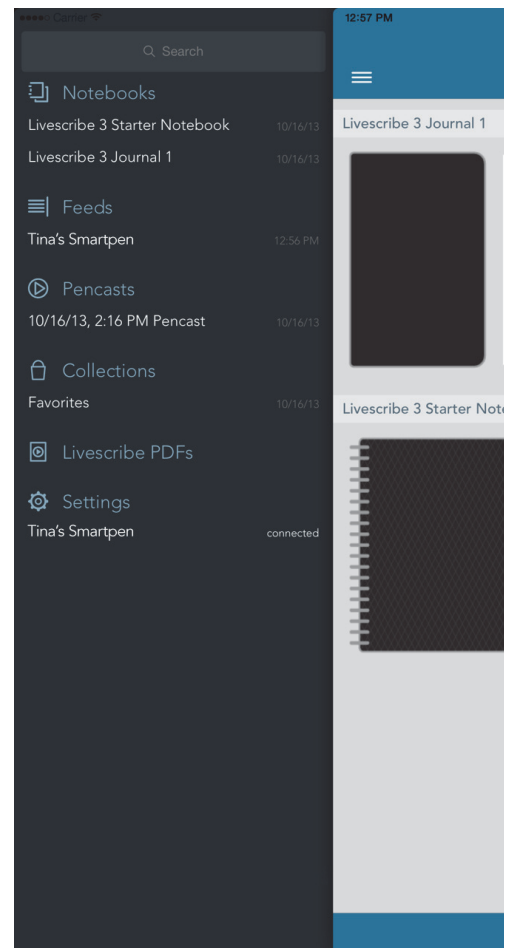 Carrier
12:57 PM
Search
Notebooks
Livescribe 3 Starter Notebook 10/16/13
Livescribe 3 Journal 1 10/16/13
Feeds
Tina's Smartpen 12:56 PM
Pencasts
10/16/13, 2:16 PM Pencast 10/16/13
Collections
Favorites 10/16/13
Livescribe PDFs
Settings
Tina's Smartpen connected
Livescribe 3 Journal 1
Livescribe 3 Starter Note